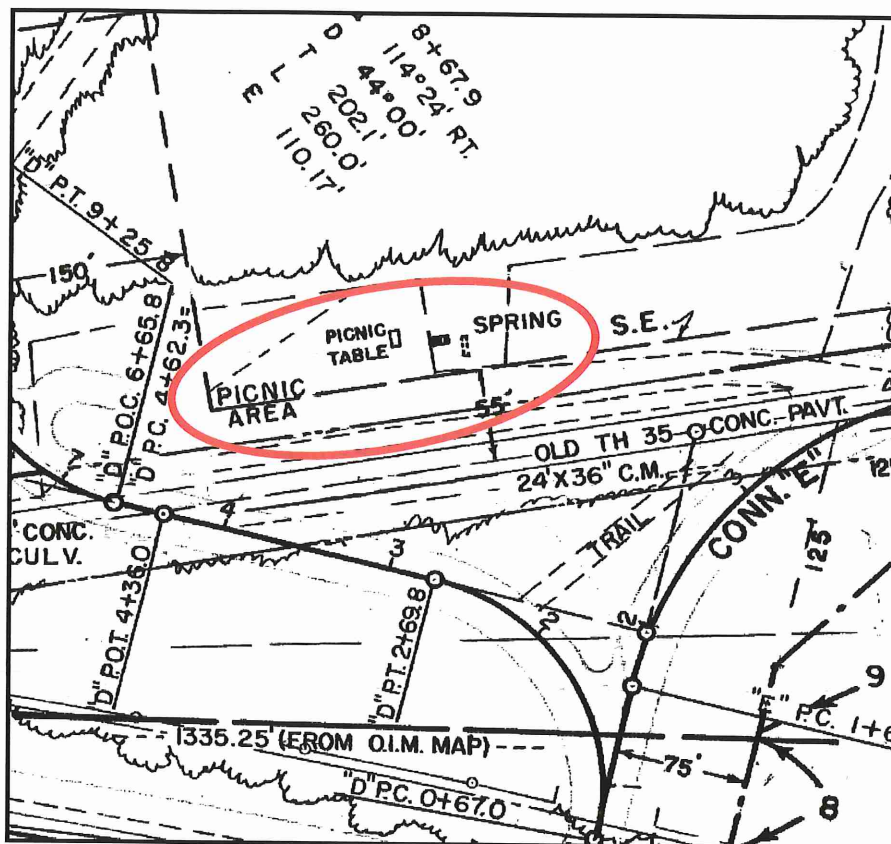 8+67.9
D 114°24' RT.
44°00'
T 202.1'
L 260.0'
E 110.17'
"D" P.T. 9+25.8
150'
"D" P.O.C. 6+65.8
"D" P.C. 4+62.3=
PICNIC
TABLE
SPRING
S.E.
PICNIC
AREA
55'
OLD TH 35
CONC. PAVT.
24'X36" C.M.
4
12'
CONC.
CULV.
4
3
2
2
TRAIL
CONN. "E"
125'
"D" P.O.T. 4+36.0
"D" P.T. 2+69.8
9
P.C. 1+6
1335.25' (FROM O.I.M. MAP)
75'
"D" P.C. 0+67.0
8